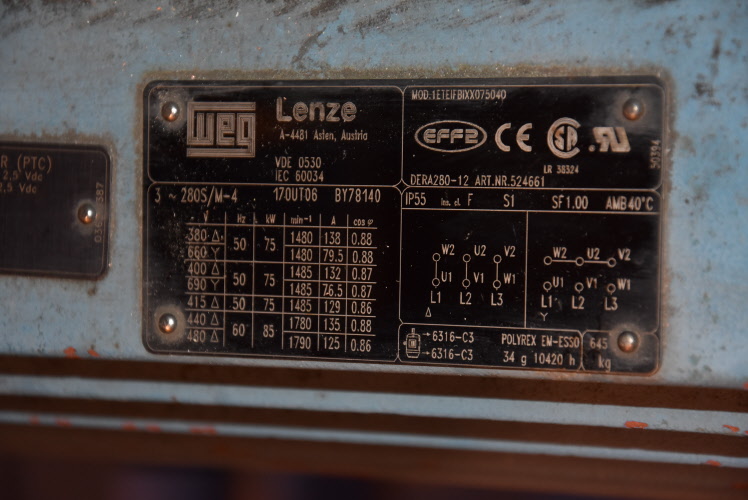 R (PTC)
2,5 Vdc
2,5 Vdc
WEG
Lenze
A-4481 Asten, Austria
VDE 0530
IEC 60034
MOD.1ETEIFBIXX075040
EFF2 CE SA .RU
LR 38324
DERA280-12 ART.NR.524661
3 ~ 280S/M-4 170UT06 BY78140
V Hz kW min-1 A cos φ
380 Δ 50 75 1480 138 0.88
660 Y 1480 79.5 0.88
400 Δ 50 75 1485 132 0.87
690 Y 1485 76.5 0.87
415 Δ 50 75 1485 129 0.86
440 Δ 60 85 1780 135 0.88
480 Δ 1790 125 0.86
IP55 Ins. cl. F S1 SF1.00 AMB 40°C
W2 U2 V2
U1 V1 W1
L1 L2 L3
Δ
W2 U2 V2
U1 V1 W1
L1 L2 L3
Y
6316-C3
6316-C3
POLYREX EM-ESSO
34 g 10420 h
645
kg